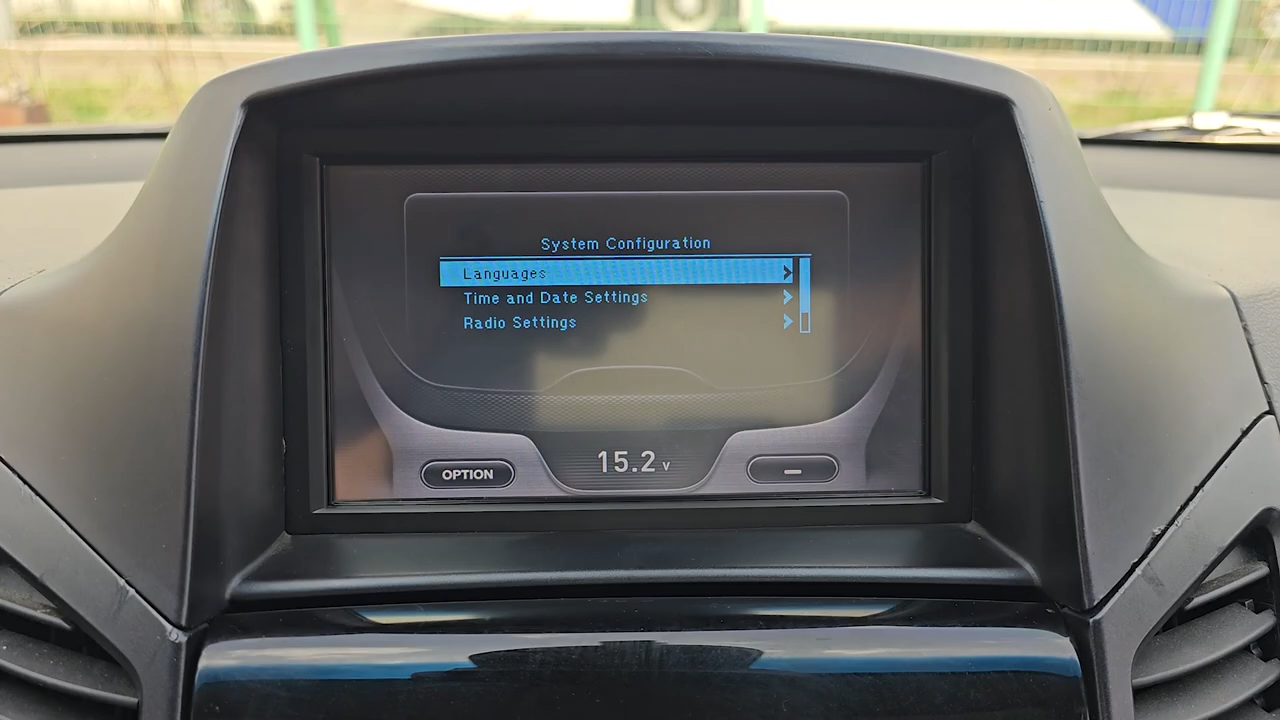 System Configuration
Languages
Time and Date Settings
Radio Settings
OPTION
15.2 v
-